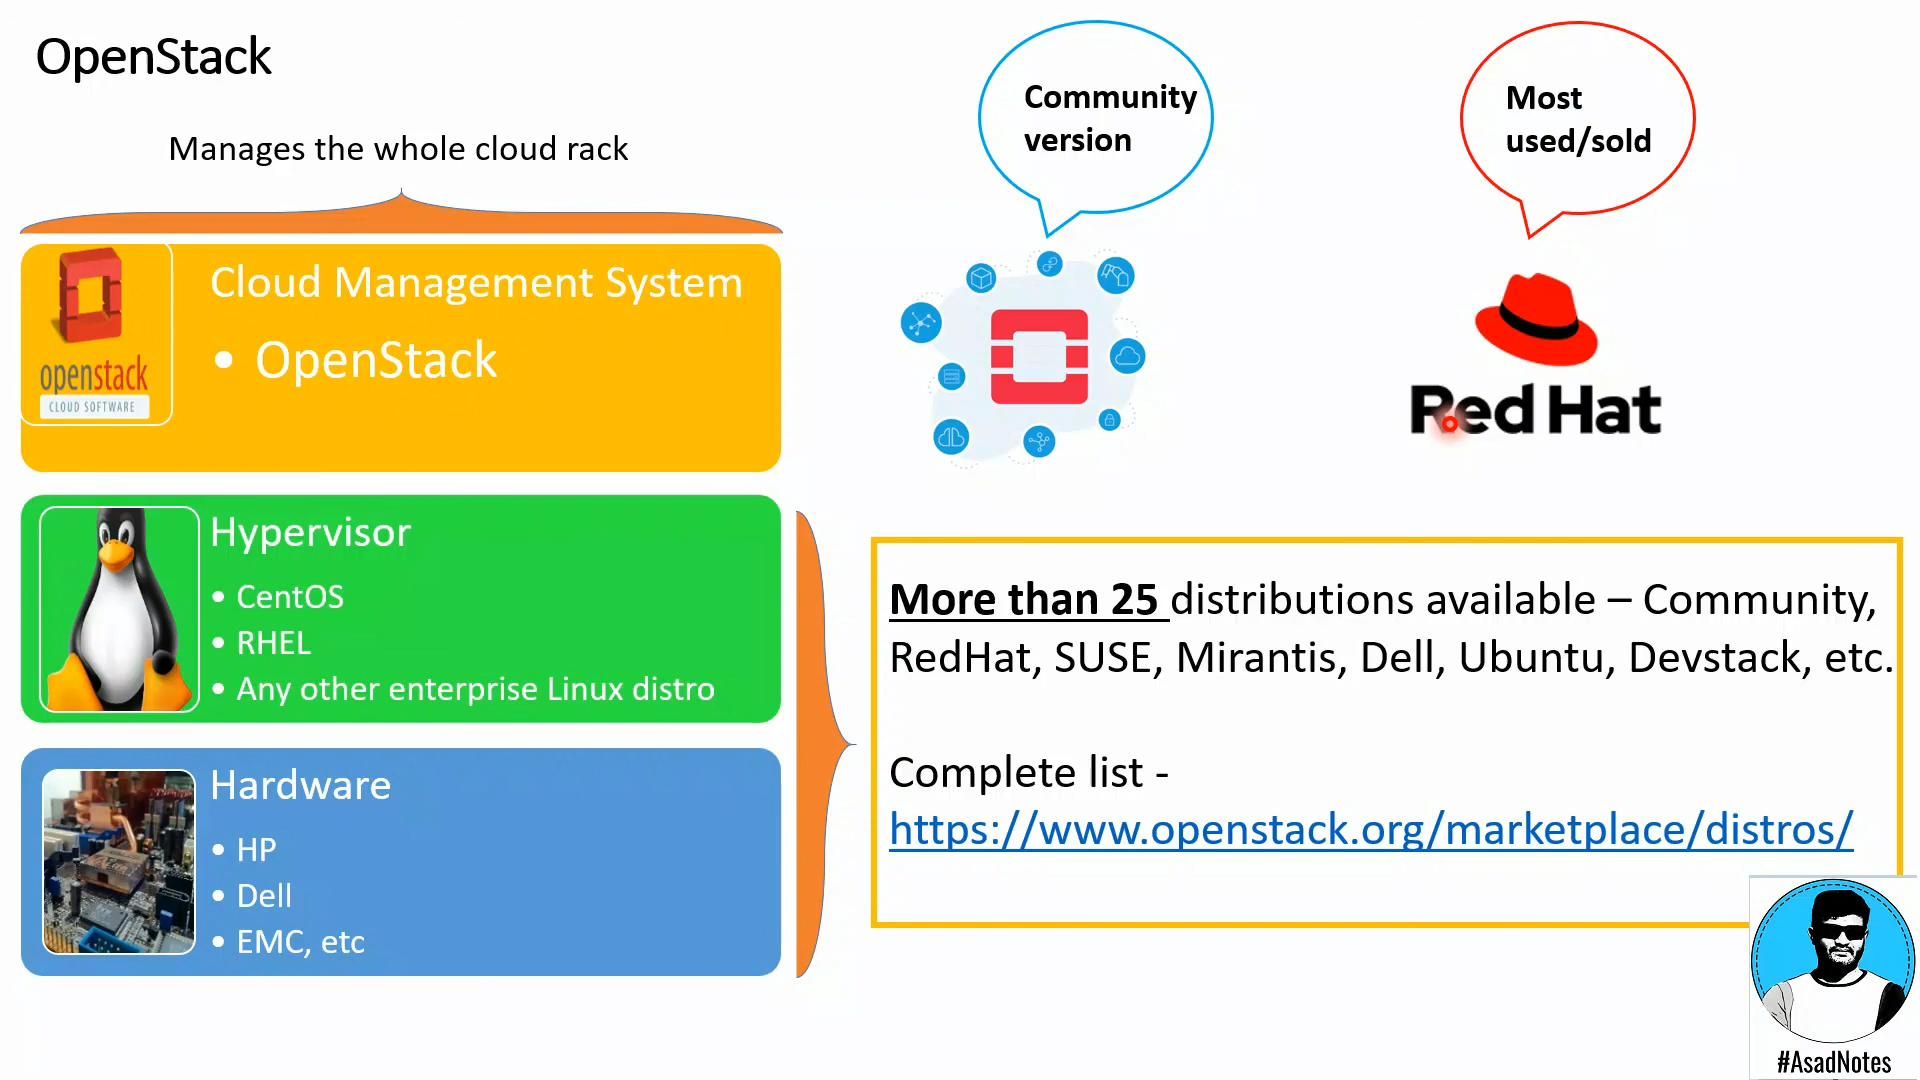 OpenStack
Manages the whole cloud rack
Cloud Management System
• OpenStack
openstack
CLOUD SOFTWARE
Hypervisor
• CentOS
• RHEL
• Any other enterprise Linux distro
Hardware
• HP
• Dell
• EMC, etc
Community
version
Most
used/sold
Red Hat
More than 25 distributions available – Community,
RedHat, SUSE, Mirantis, Dell, Ubuntu, Devstack, etc.
Complete list -
https://www.openstack.org/marketplace/distros/
#AsadNotes